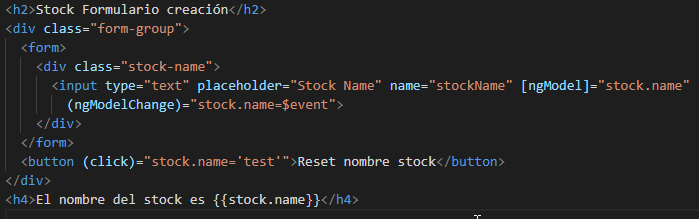 <h2>Stock Formulario creación</h2>
<div class="form-group">
<form>
<div class="stock-name">
<input type="text" placeholder="Stock Name" name="stockName" [ngModel]="stock.name"
(ngModelChange)="stock.name=$event">
</div>
</form>
<button (click)="stock.name='test'">Reset nombre stock</button>
</div>
<h4>El nombre del stock es {{stock.name}}</h4>